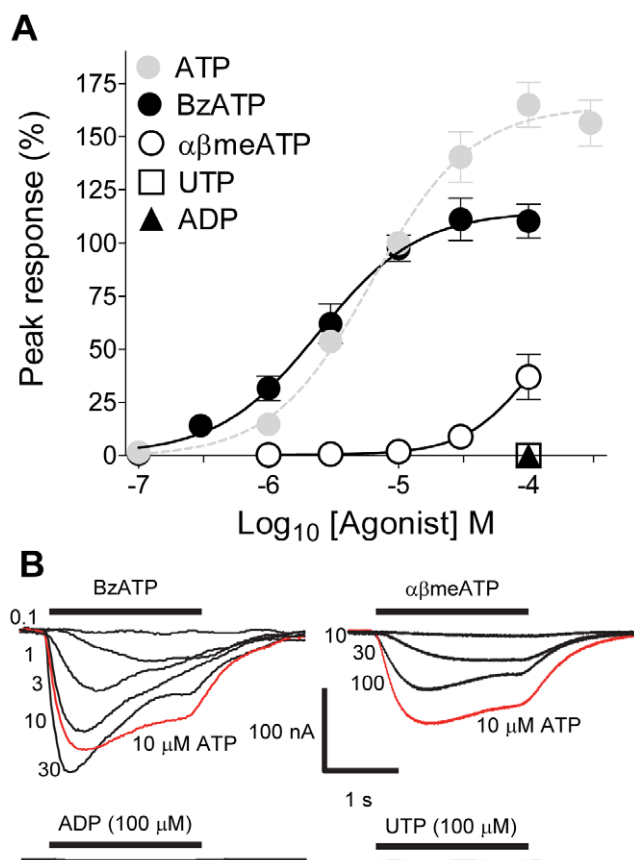 A
ATP
BzATP
αβmeATP
UTP
ADP
Peak response (%)
175
150
125
100
75
50
25
0
-7
-6
-5
-4
Log10 [Agonist] M
B
BzATP
αβmeATP
0.1
1
3
10
30
10 μM ATP
10
30
100
10 μM ATP
100 nA
1 s
ADP (100 μM)
UTP (100 μM)